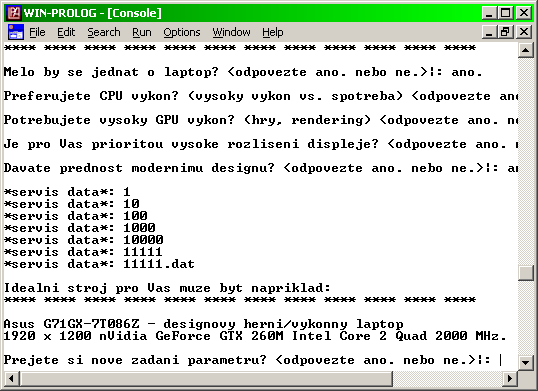 WIN-PROLOG - [Console]
File Edit Search Run Options Window Help
**** **** **** **** **** **** **** **** **** **** **** ****
Melo by se jednat o laptop? <odpovezte ano. nebo ne.>|: ano.
Preferujete CPU vykon? (vysoky vykon vs. spotreba) <odpovezte ano
Potrebujete vysoky GPU vykon? (hry, rendering) <odpovezte ano.
Je pro Vas prioritou vysoke rozliseni displeje? <odpovezte ano. n
Davate prednost modernimu designu? <odpovezte ano. nebo ne.>|: an
*servis data*: 1
*servis data*: 10
*servis data*: 100
*servis data*: 1000
*servis data*: 10000
*servis data*: 11111
*servis data*: 11111.dat
Idealni stroj pro Vas muze byt napriklad:
**** **** **** **** **** **** **** **** **** **** **** ****
Asus G71GX-7T086Z - designovy herni/vykonny laptop
1920 x 1200 nVidia GeForce GTX 260M Intel Core 2 Quad 2000 MHz.
Prejete si nove zadani parametru? <odpovezte ano. nebo ne.>|: